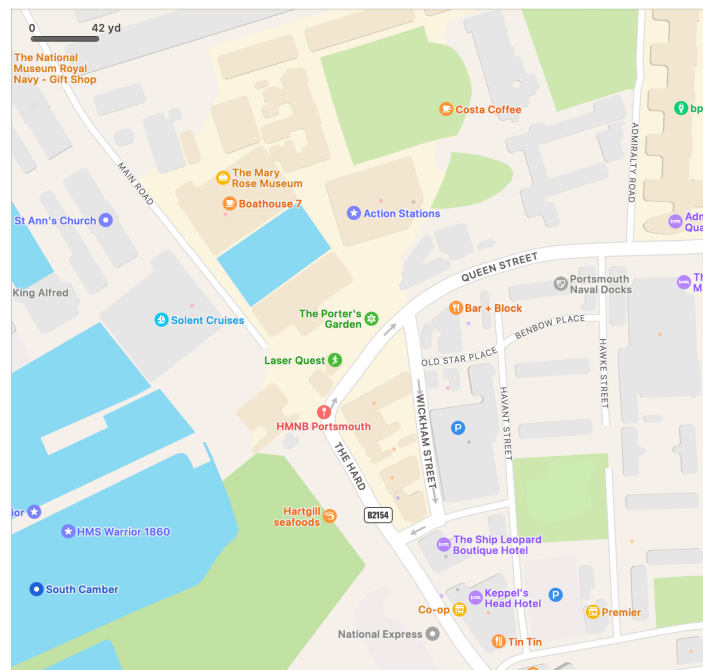 0
42 yd
The National
Museum Royal
Navy - Gift Shop
Costa Coffee
bp
ADMIRALTY ROAD
MAIN ROAD
The Mary
Rose Museum
Boathouse 7
St Ann's Church
Action Stations
Adm
Qua
QUEEN STREET
King Alfred
Portsmouth
Naval Docks
Th
M
Solent Cruises
The Porter's
Garden
Bar + Block
BENBOW PLACE
Laser Quest
OLD STAR PLACE
HAWKE STREET
HAVANT STREET
WICKHAM STREET
HMNB Portsmouth
P
THE HARD
Hartgill
seafoods
B2154
ior
HMS Warrior 1860
The Ship Leopard
Boutique Hotel
South Camber
Keppel's
Head Hotel
P
Co-op
Premier
National Express
Tin Tin